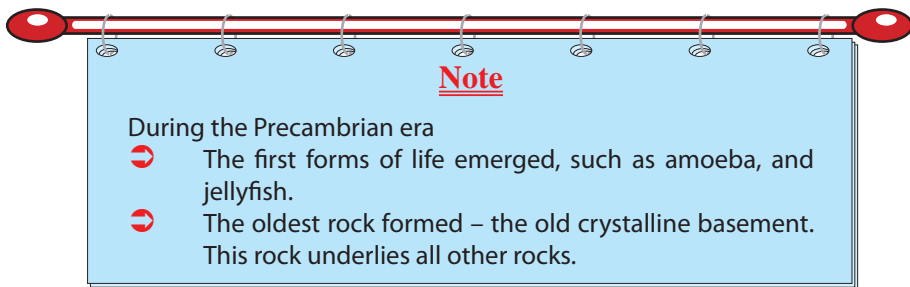 Note
During the Precambrian era
The first forms of life emerged, such as amoeba, and
jellyfish.
The oldest rock formed – the old crystalline basement.
This rock underlies all other rocks.